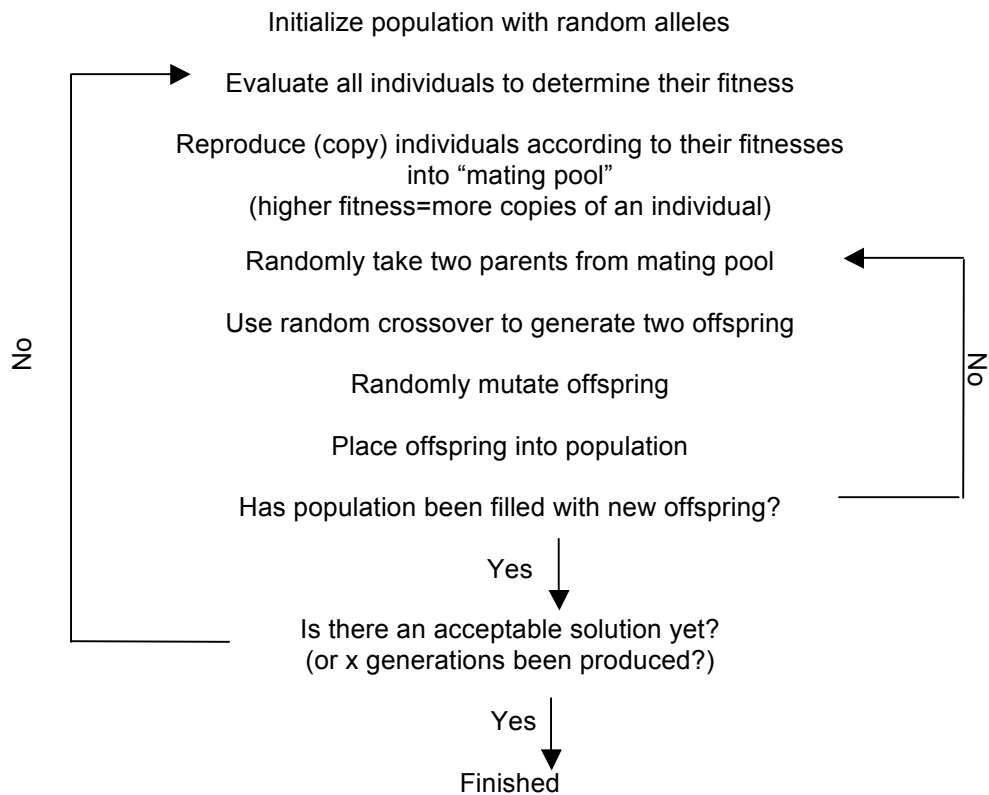 Initialize population with random alleles
Evaluate all individuals to determine their fitness
Reproduce (copy) individuals according to their fitnesses
into “mating pool”
(higher fitness=more copies of an individual)
Randomly take two parents from mating pool
Use random crossover to generate two offspring
No
No
Randomly mutate offspring
Place offspring into population
Has population been filled with new offspring?
Yes
Is there an acceptable solution yet?
(or x generations been produced?)
Yes
Finished